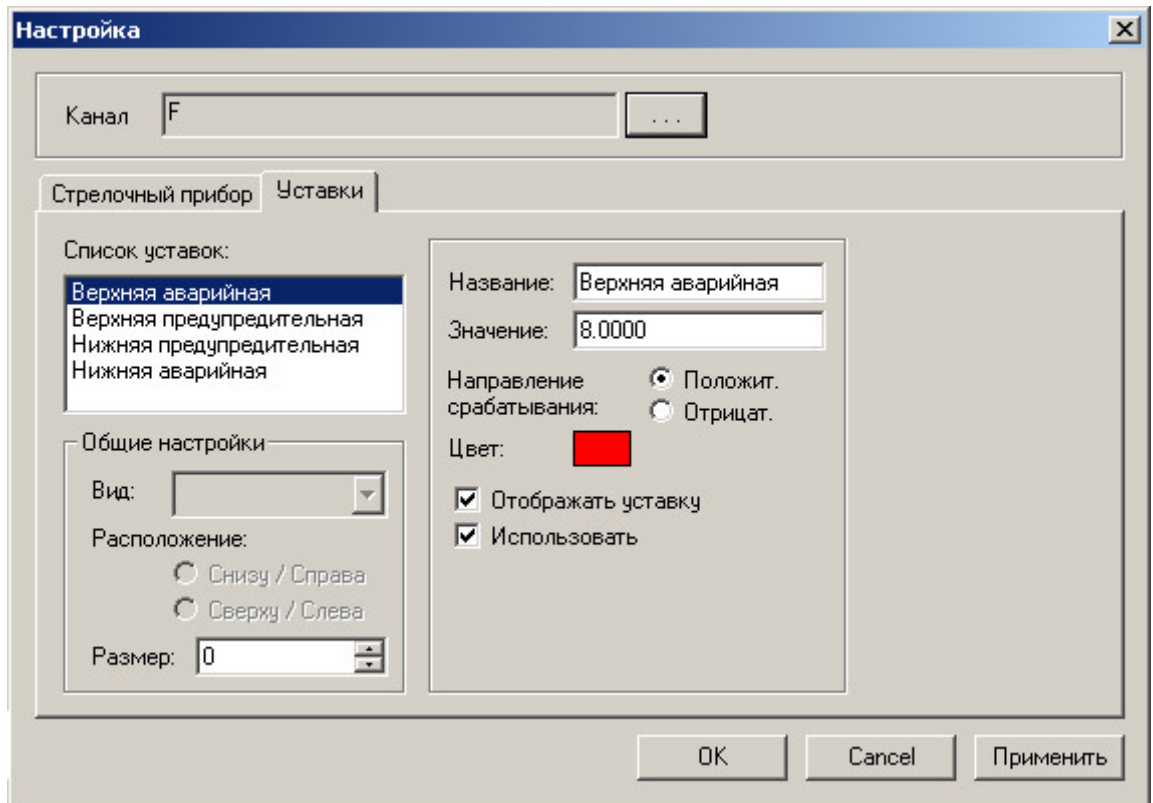 Настройка
Канал F ...
Стрелочный прибор Уставки
Список уставок:
Верхняя аварийная
Верхняя предупредительная
Нижняя предупредительная
Нижняя аварийная
Общие настройки
Вид:
Расположение:
Снизу / Справа
Сверху / Слева
Размер: 0
Название: Верхняя аварийная
Значение: 8.0000
Направление
срабатывания:
Положит.
Отрицат.
Цвет:
Отображать уставку
Использовать
OK Cancel Применить